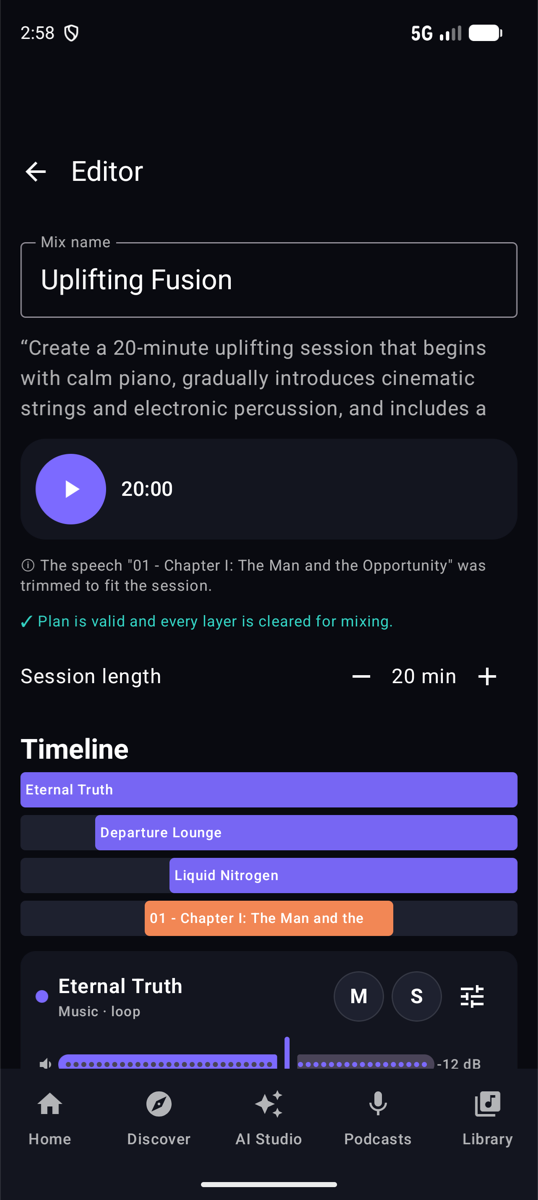 2:58
5G
Editor
Mix name
Uplifting Fusion
“Create a 20-minute uplifting session that begins
with calm piano, gradually introduces cinematic
strings and electronic percussion, and includes a
20:00
The speech "01 - Chapter I: The Man and the Opportunity" was
trimmed to fit the session.
✓ Plan is valid and every layer is cleared for mixing.
Session length
− 20 min +
Timeline
Eternal Truth
Departure Lounge
Liquid Nitrogen
01 - Chapter I: The Man and the
Eternal Truth
M S
Music · loop
-12 dB
Home Discover AI Studio Podcasts Library